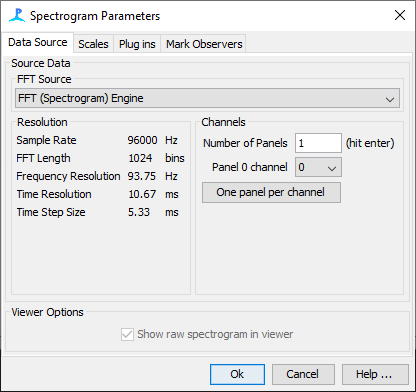 Spectrogram Parameters
Data Source Scales Plug ins Mark Observers
Source Data
FFT Source
FFT (Spectrogram) Engine
Resolution
Sample Rate 96000 Hz
FFT Length 1024 bins
Frequency Resolution 93.75 Hz
Time Resolution 10.67 ms
Time Step Size 5.33 ms
Channels
Number of Panels 1 (hit enter)
Panel 0 channel 0
One panel per channel
Viewer Options
Show raw spectrogram in viewer
Ok Cancel Help ...